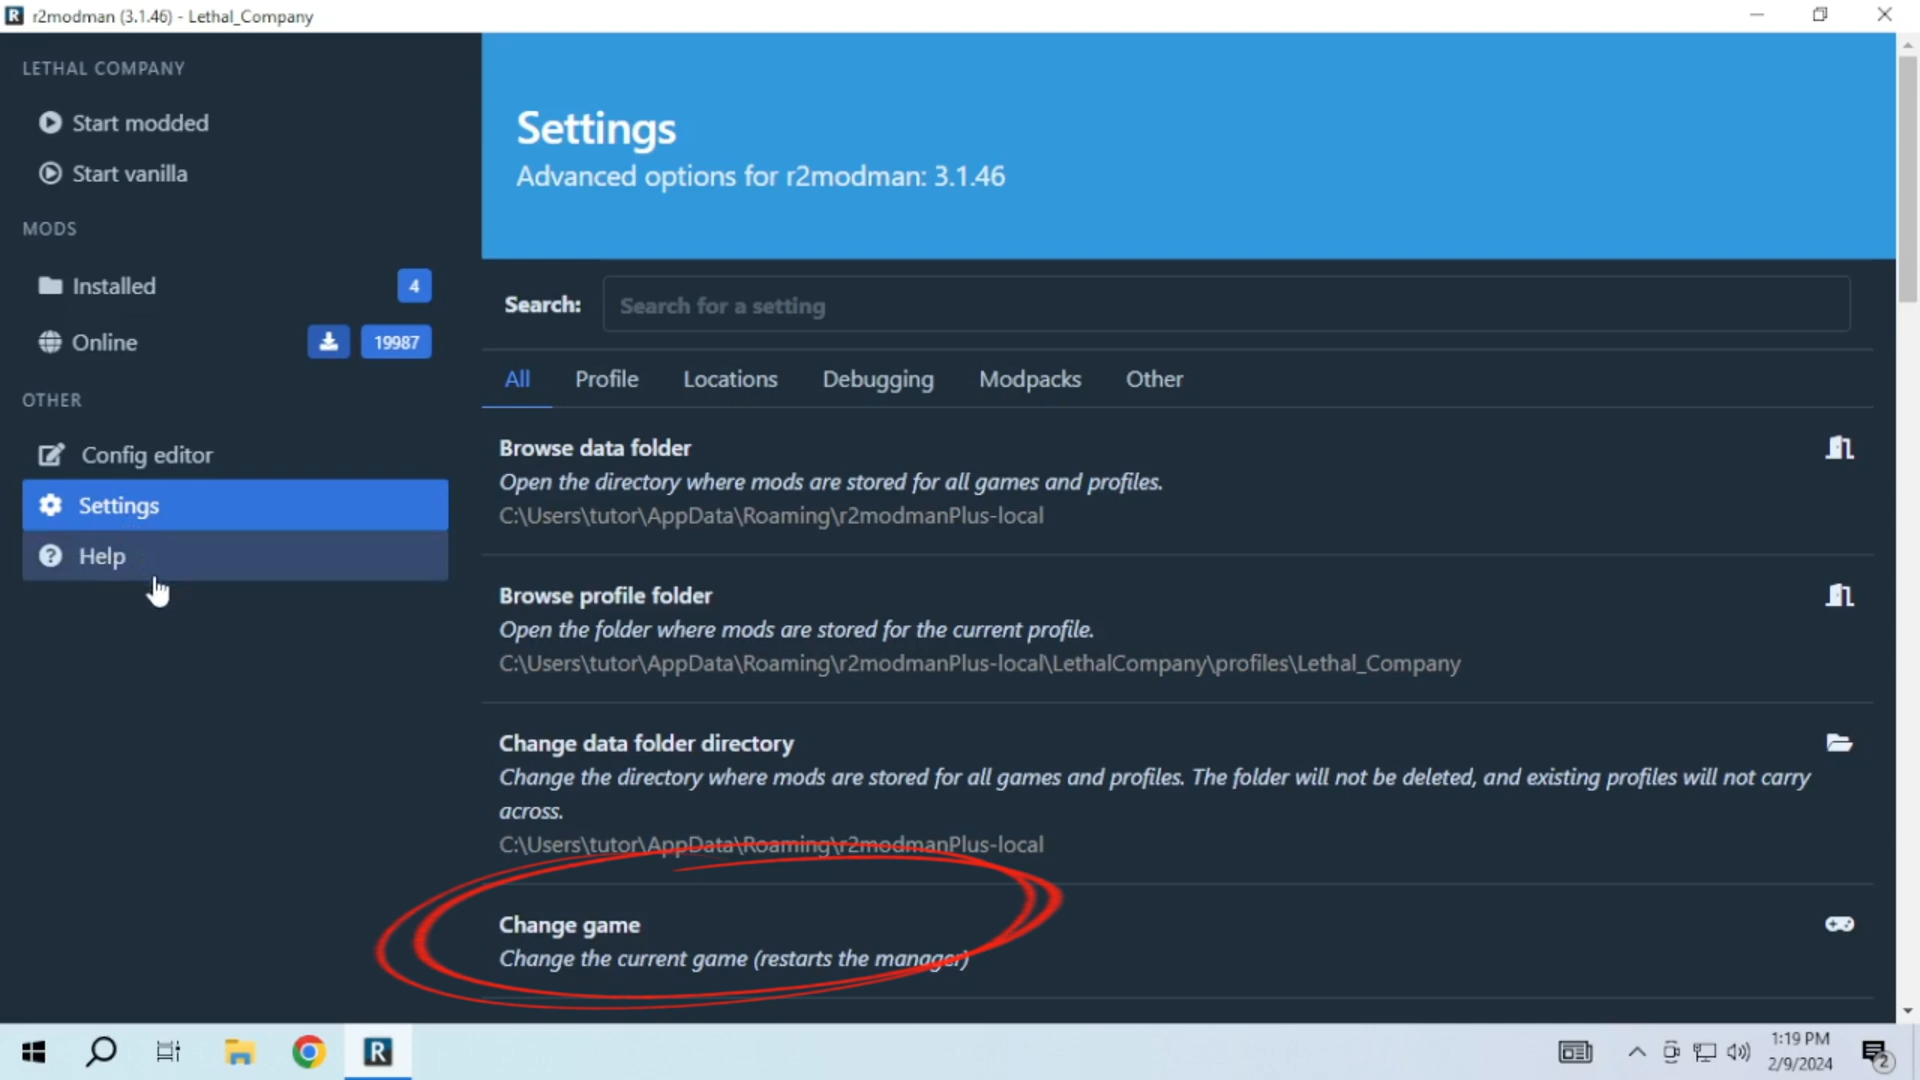 R r2modman (3.1.46) - Lethal_Company
LETHAL COMPANY
Start modded
Start vanilla
MODS
Installed 4
Online 19987
OTHER
Config editor
Settings
? Help
Settings
Advanced options for r2modman: 3.1.46
Search: Search for a setting
All Profile Locations Debugging Modpacks Other
Browse data folder
Open the directory where mods are stored for all games and profiles.
C:\Users\tutor\AppData\Roaming\r2modmanPlus-local
Browse profile folder
Open the folder where mods are stored for the current profile.
C:\Users\tutor\AppData\Roaming\r2modmanPlus-local\LethalCompany\profiles\Lethal_Company
Change data folder directory
Change the directory where mods are stored for all games and profiles. The folder will not be deleted, and existing profiles will not carry
across.
C:\Users\tutor\AppData\Roaming\r2modmanPlus-local
Change game
Change the current game (restarts the manager)
R
1:19 PM
2/9/2024
2